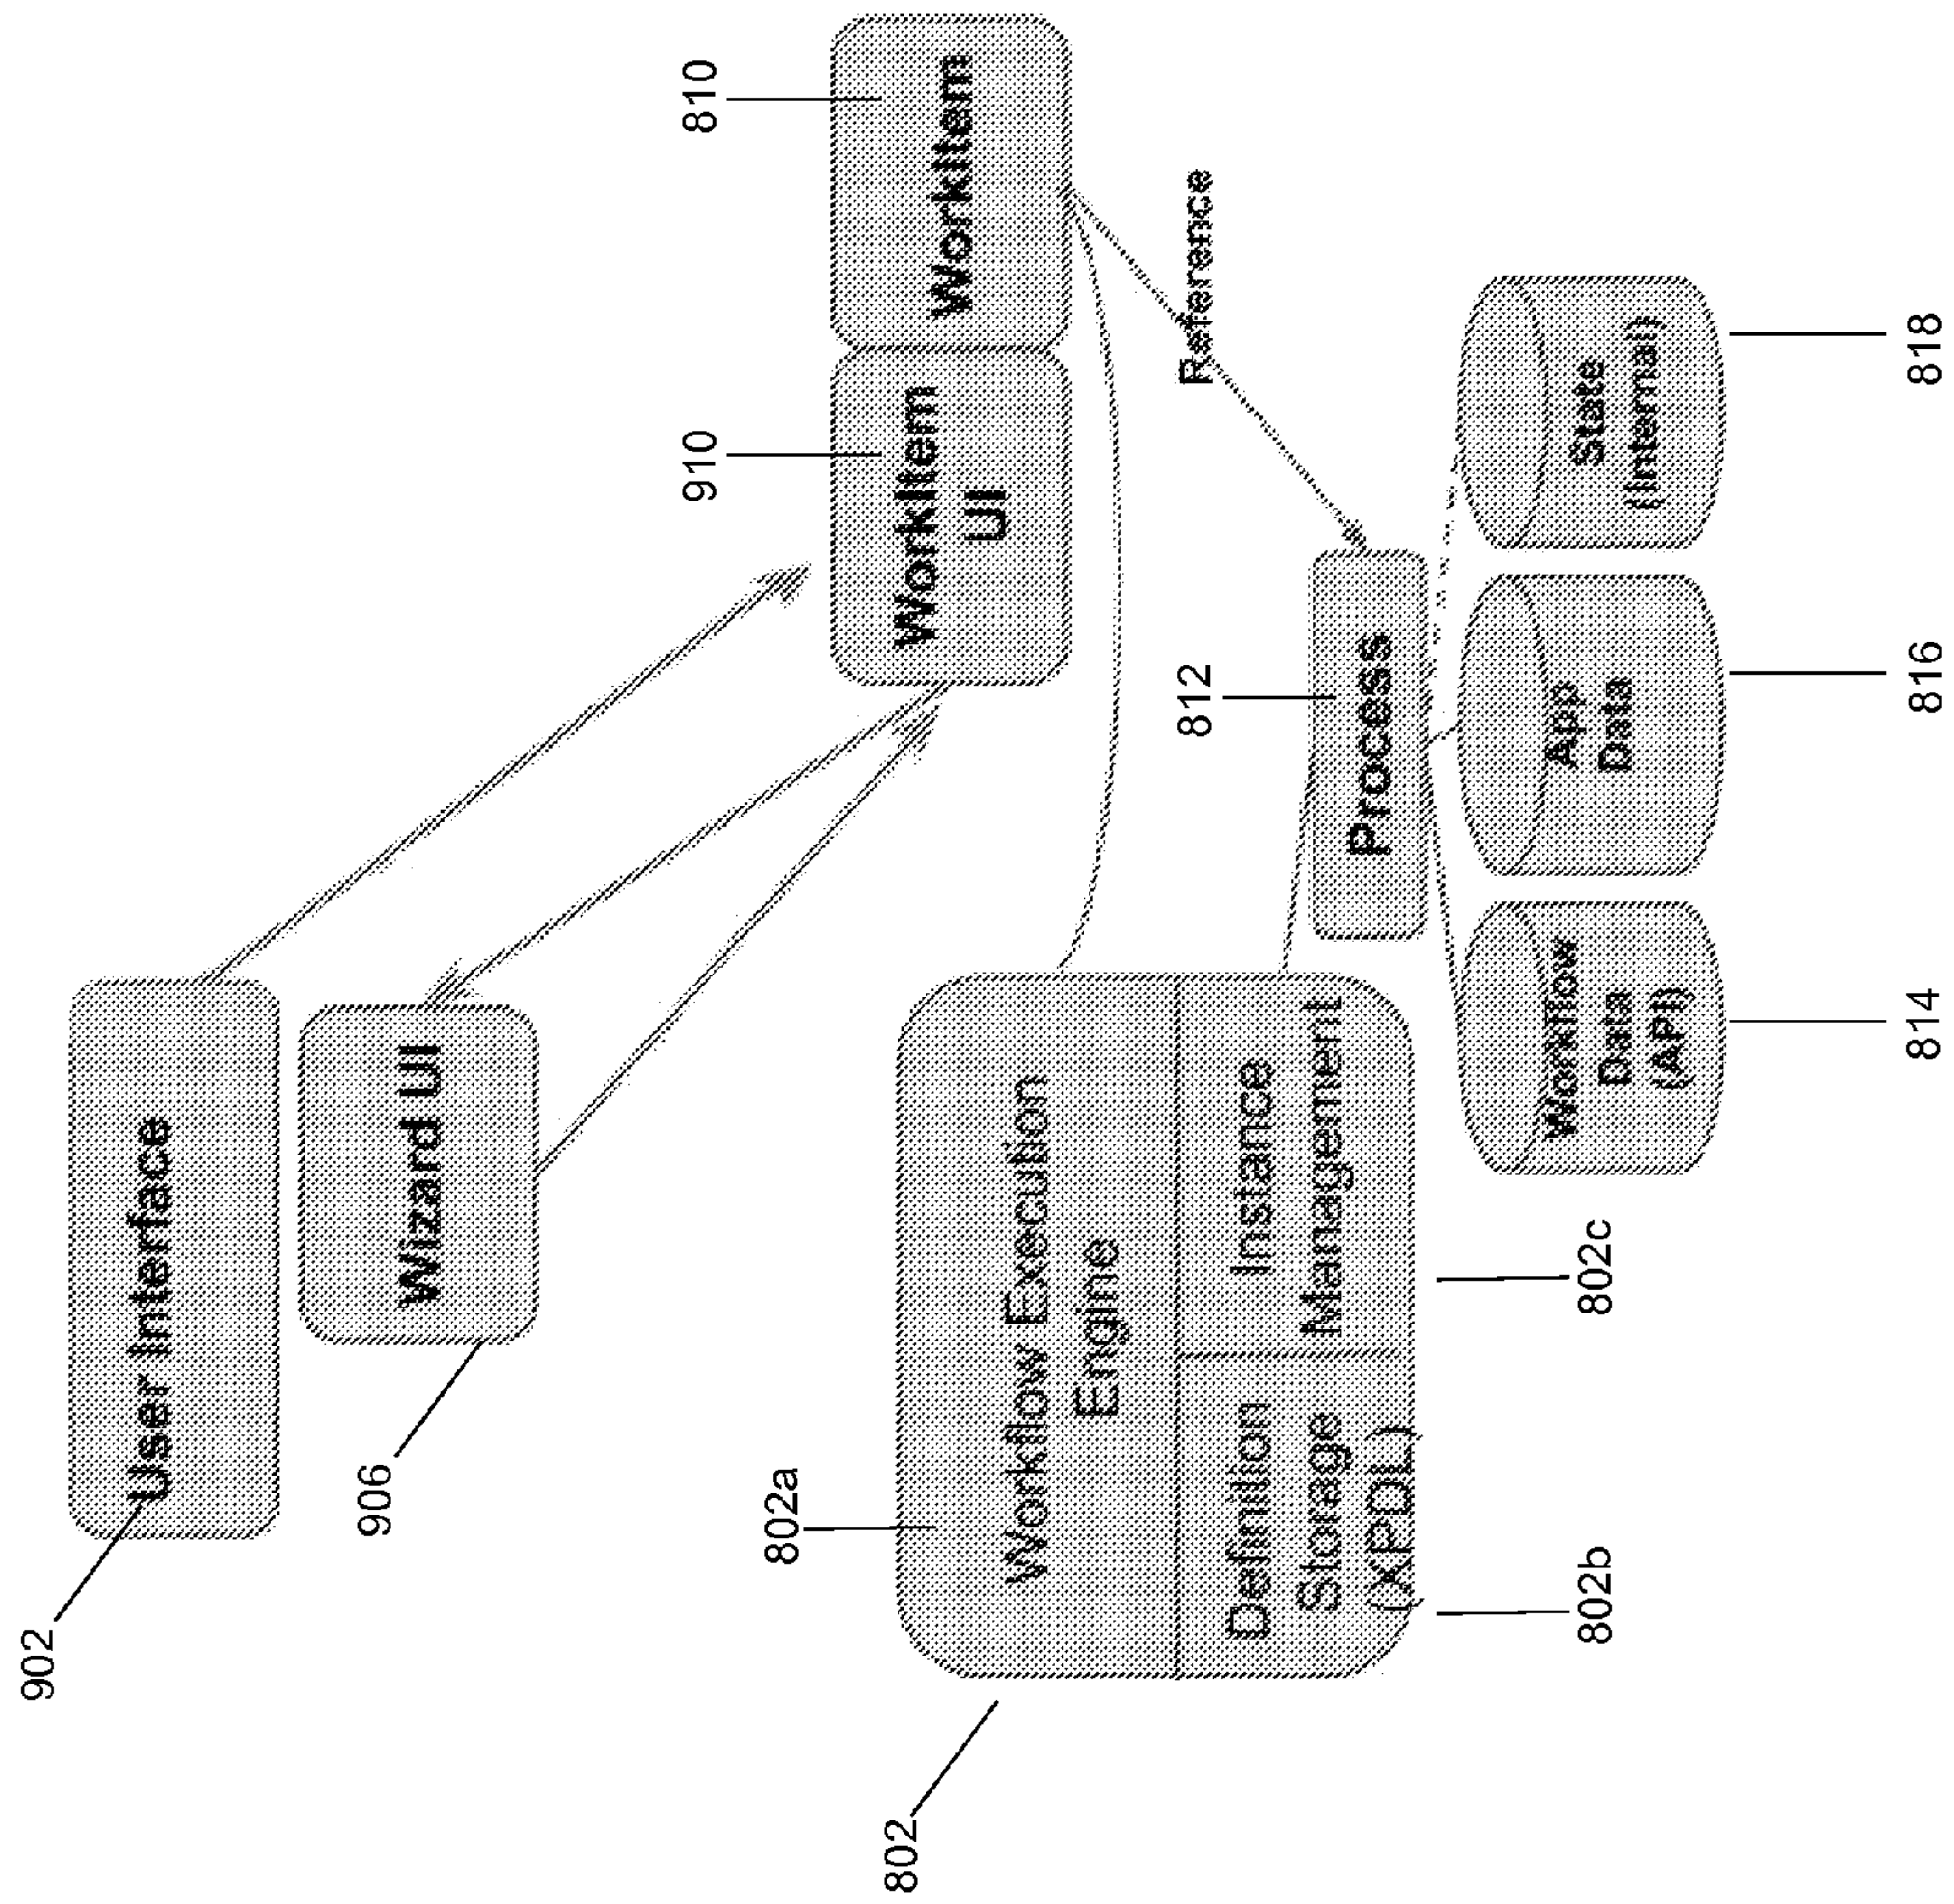 902
User Interface
906
Wizard UI
910
WorkItem
UI
810
WorkItem
802
802a
Workflow Execution
Engine
Definition
Storage
(XPDL)
802b
Instance
Management
802c
Reference
812
Process
Workflow
Data
(API)
814
App
Data
816
State
(Internal)
818